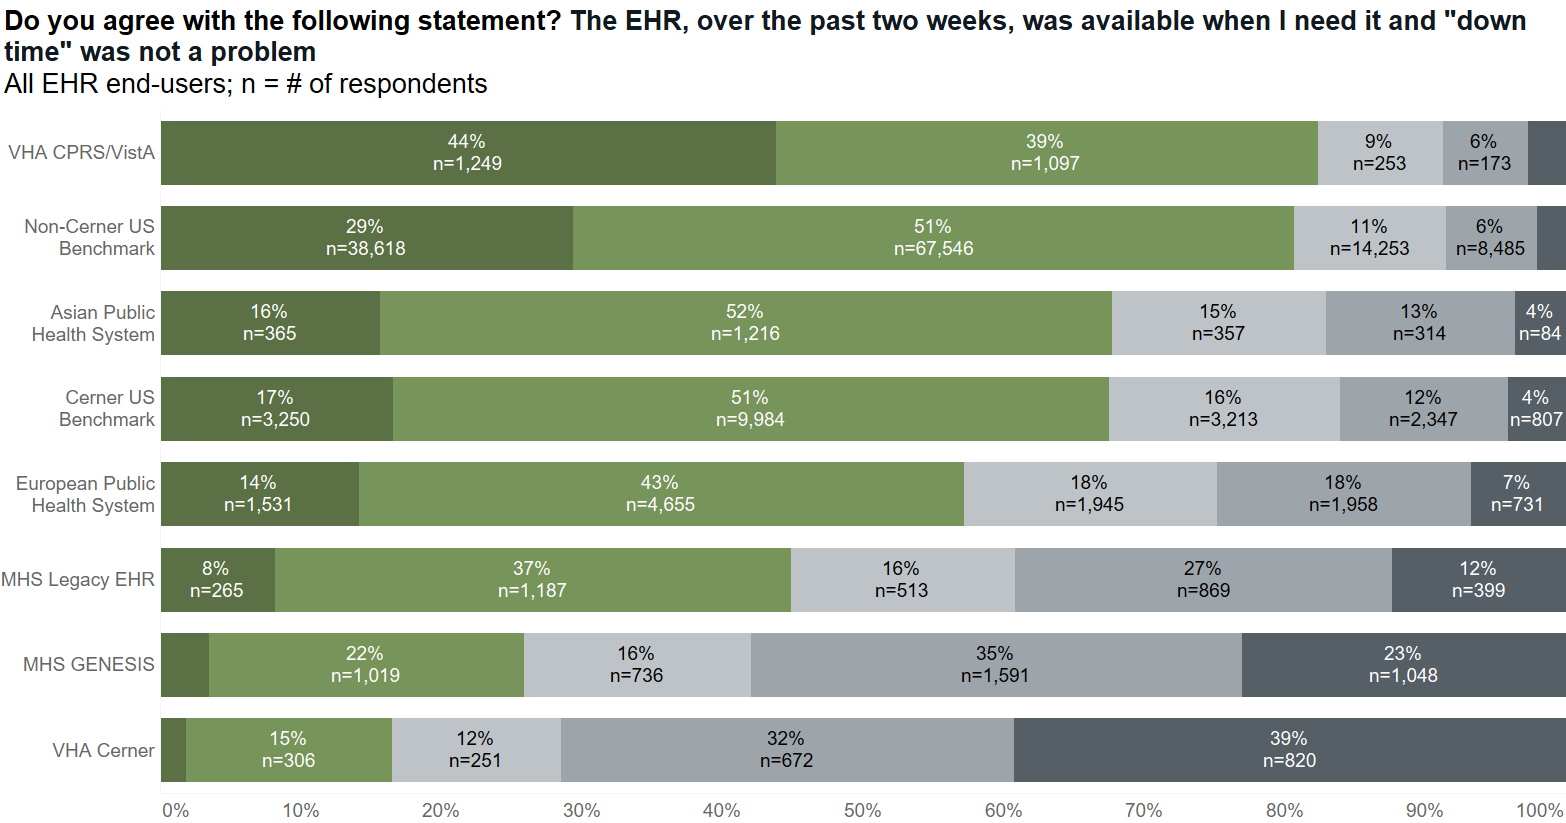 Do you agree with the following statement? The EHR, over the past two weeks, was available when I need it and "down
time" was not a problem
All EHR end-users; n = # of respondents
VHA CPRS/VistA
44%
n=1,249
39%
n=1,097
9%
n=253
6%
n=173
Non-Cerner US
Benchmark
29%
n=38,618
51%
n=67,546
11%
n=14,253
6%
n=8,485
Asian Public
Health System
16%
n=365
52%
n=1,216
15%
n=357
13%
n=314
4%
n=84
Cerner US
Benchmark
17%
n=3,250
51%
n=9,984
16%
n=3,213
12%
n=2,347
4%
n=807
European Public
Health System
14%
n=1,531
43%
n=4,655
18%
n=1,945
18%
n=1,958
7%
n=731
MHS Legacy EHR
8%
n=265
37%
n=1,187
16%
n=513
27%
n=869
12%
n=399
MHS GENESIS
22%
n=1,019
16%
n=736
35%
n=1,591
23%
n=1,048
VHA Cerner
15%
n=306
12%
n=251
32%
n=672
39%
n=820
0% 10% 20% 30% 40% 50% 60% 70% 80% 90% 100%